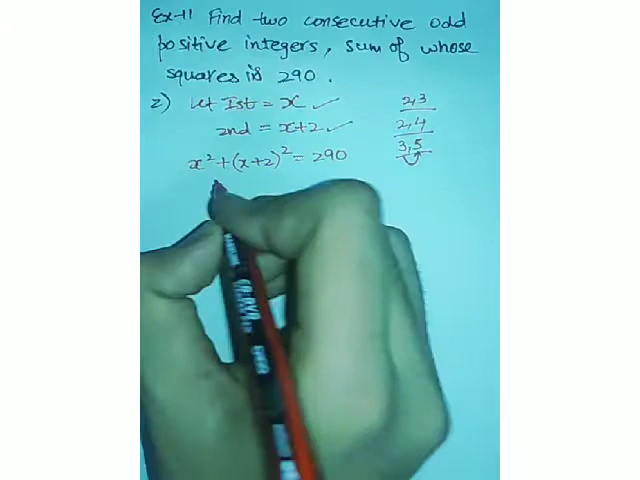 Ex-11 Find two consecutive odd
positive integers, sum of whose
squares is 290.
2) Let Ist = x ✓
2nd = x+2 ✓
x²+(x+2)²=290
2,3
2,4
3,5